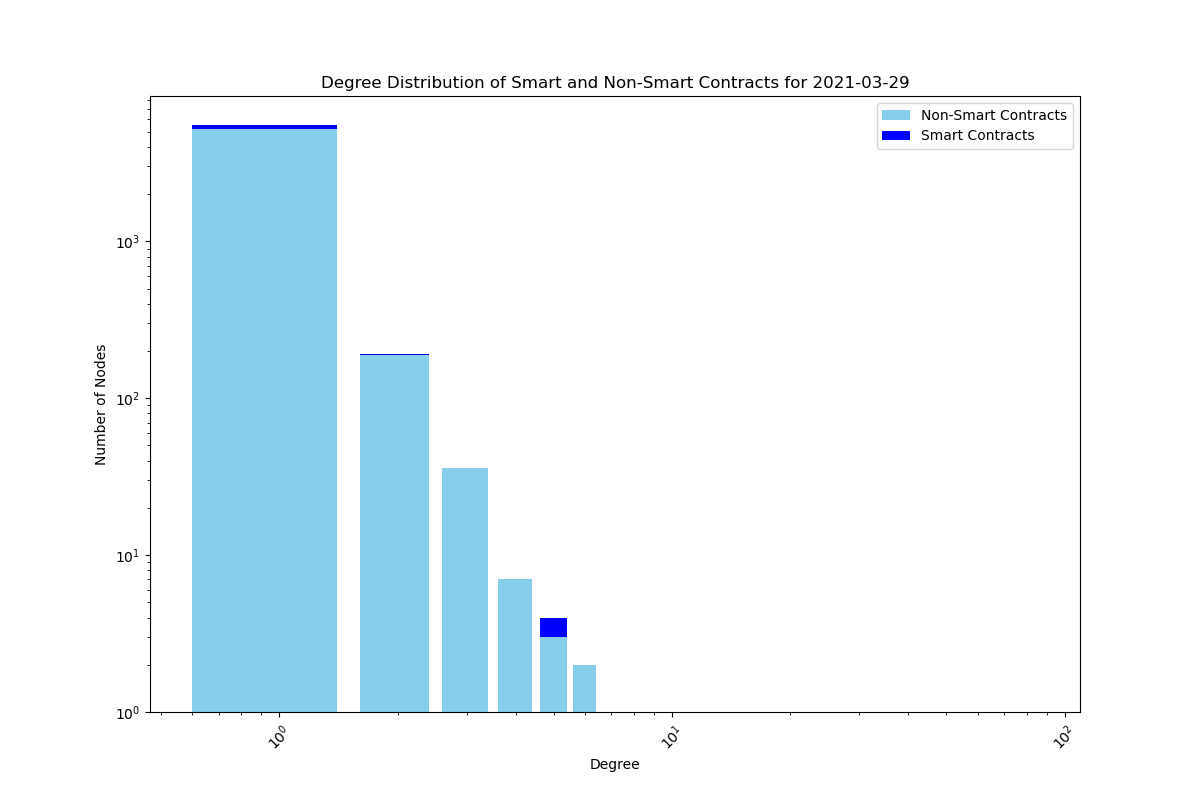 Degree Distribution of Smart and Non-Smart Contracts for 2021-03-29
Non-Smart Contracts
Smart Contracts
Number of Nodes
10³
10²
10¹
10⁰
10⁰
10¹
10²
Degree